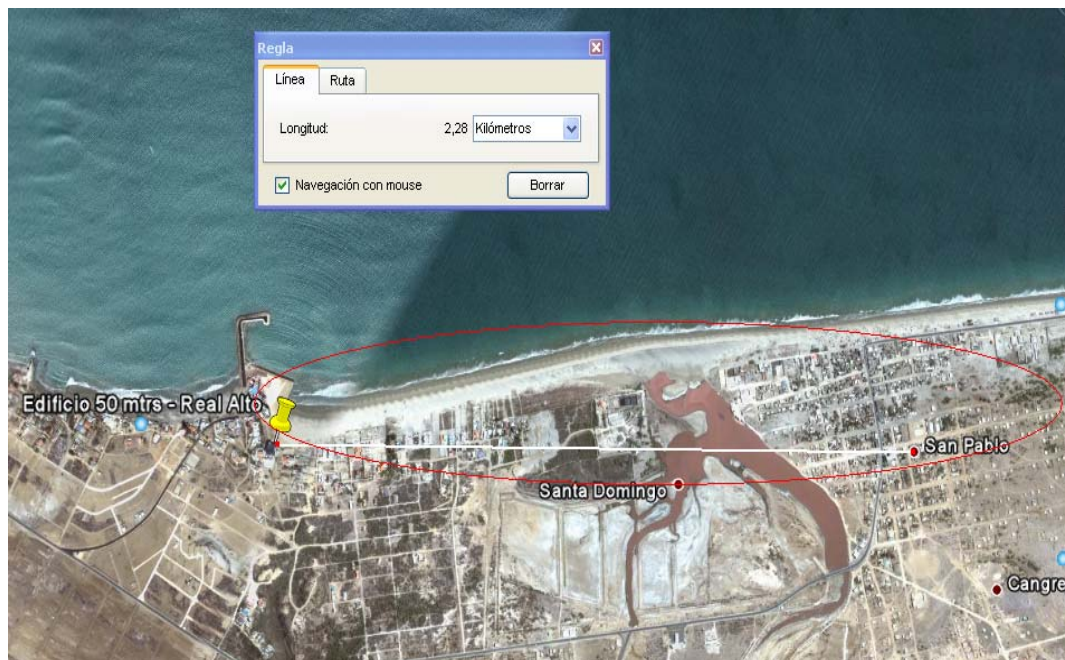 Regla
Línea Ruta
Longitud: 2,28 Kilómetros
Navegación con mouse Borrar
Edificio 50 mtrs - Real Alto
San Pablo
Santa Domingo
Cangre